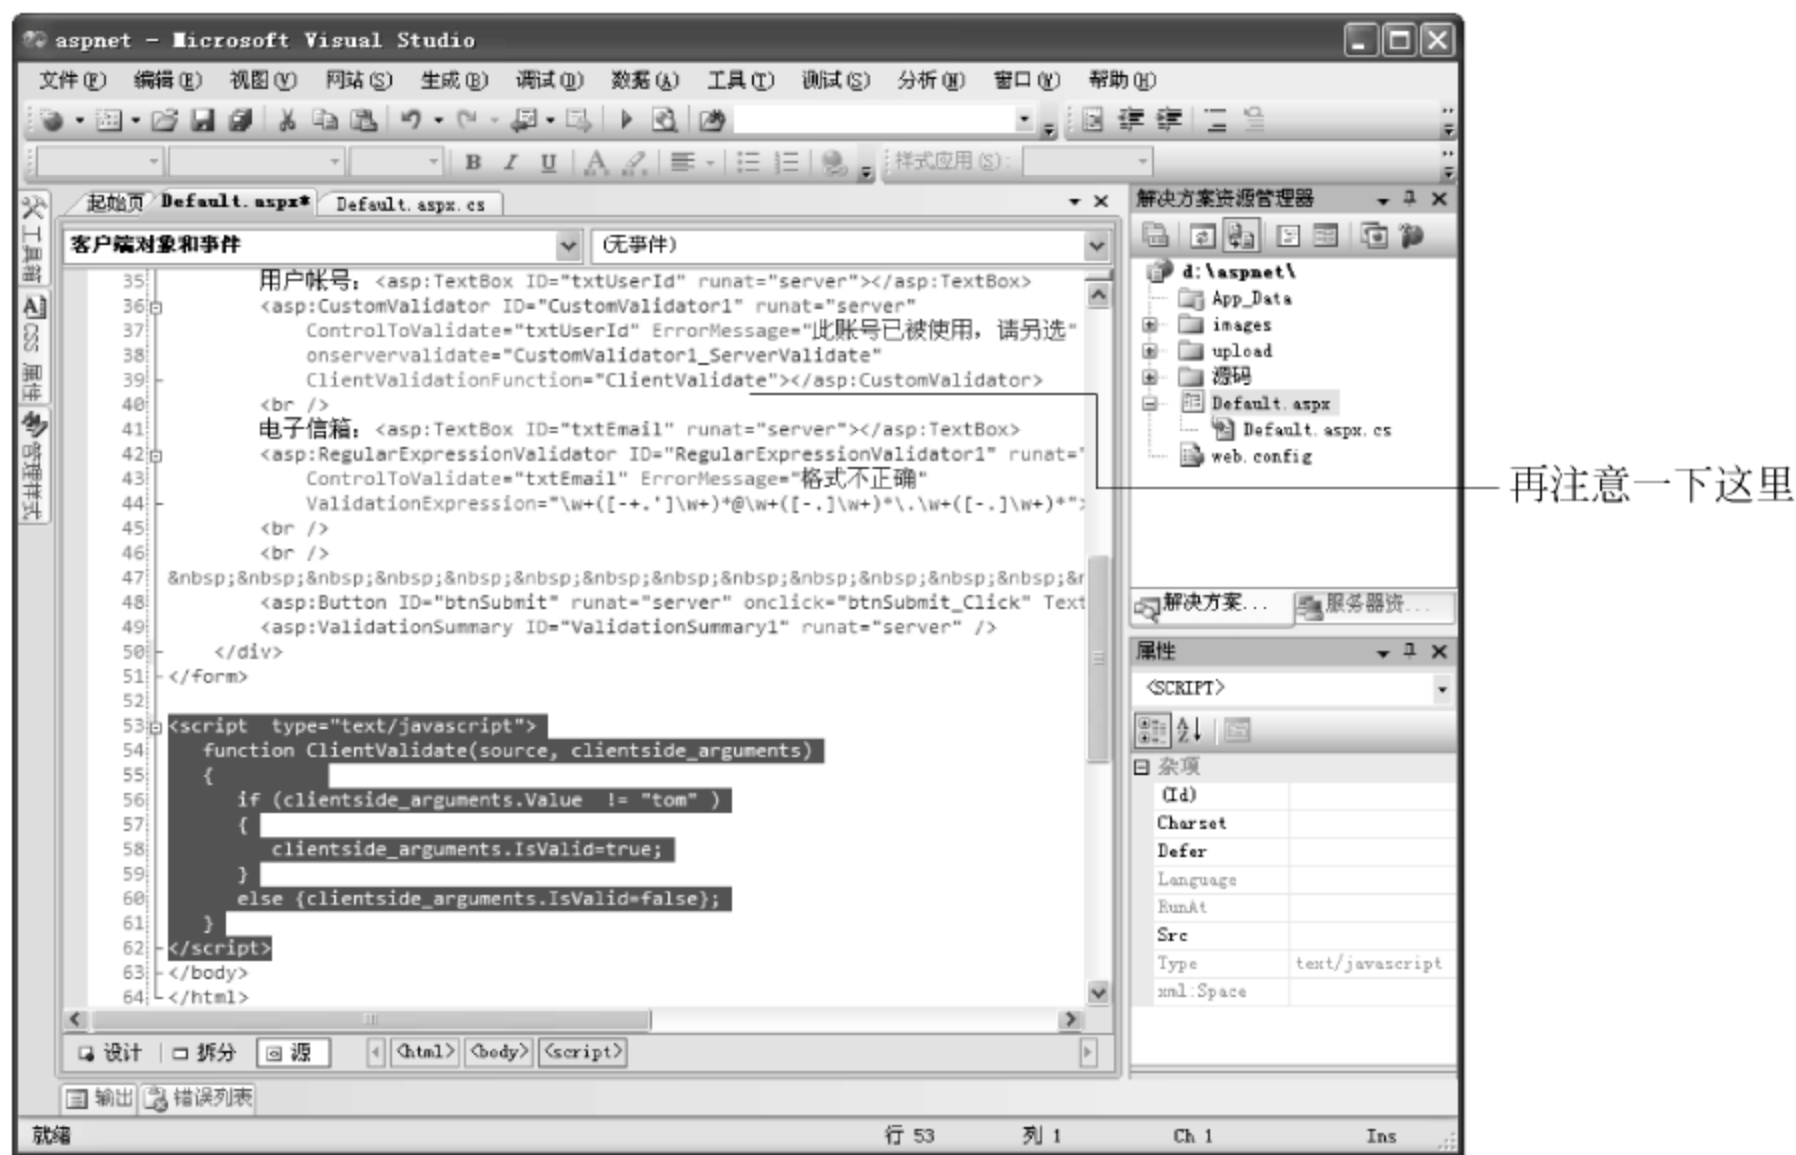 aspnet - Microsoft Visual Studio
文件(F) 编辑(E) 视图(V) 网站(S) 生成(B) 调试(D) 数据(A) 工具(T) 测试(S) 分析(N) 窗口(W) 帮助(H)
B I U A 样式应用(S):
起始页 Default.aspx* Default.aspx.cs
客户端对象和事件 (无事件)
工具箱
CSS 属性
管理样式
35 用户帐号：<asp:TextBox ID="txtUserId" runat="server"></asp:TextBox>
36 <asp:CustomValidator ID="CustomValidator1" runat="server"
37 ControlToValidate="txtUserId" ErrorMessage="此账号已被使用，请另选"
38 onservervalidate="CustomValidator1_ServerValidate"
39 ClientValidationFunction="ClientValidate"></asp:CustomValidator>
40 <br />
41 电子信箱：<asp:TextBox ID="txtEmail" runat="server"></asp:TextBox>
42 <asp:RegularExpressionValidator ID="RegularExpressionValidator1" runat="
43 ControlToValidate="txtEmail" ErrorMessage="格式不正确"
44 ValidationExpression="\w+([-+.']\w+)*@\w+([-.]\w+)*\.\w+([-.]\w+)*">
45 <br />
46 <br />
47 &nbsp;&nbsp;&nbsp;&nbsp;&nbsp;&nbsp;&nbsp;&nbsp;&nbsp;&nbsp;&nbsp;&nbsp;&nbsp;&n
48 <asp:Button ID="btnSubmit" runat="server" onclick="btnSubmit_Click" Text
49 <asp:ValidationSummary ID="ValidationSummary1" runat="server" />
50 </div>
51 </form>
52
53 <script type="text/javascript">
54 function ClientValidate(source, clientside_arguments)
55 {
56 if (clientside_arguments.Value != "tom" )
57 {
58 clientside_arguments.IsValid=true;
59 }
60 else {clientside_arguments.IsValid=false};
61 }
62 </script>
63 </body>
64 </html>
设计 拆分 源 <html> <body> <script>
输出 错误列表
就绪 行 53 列 1 Ch 1 Ins
解决方案资源管理器
d:\aspnet\
App_Data
images
upload
源码
Default.aspx
Default.aspx.cs
web.config
解决方案... 服务器资...
属性
<SCRIPT>
杂项
(Id)
Charset
Defer
Language
RunAt
Src
Type text/javascript
xml:Space
再注意一下这里